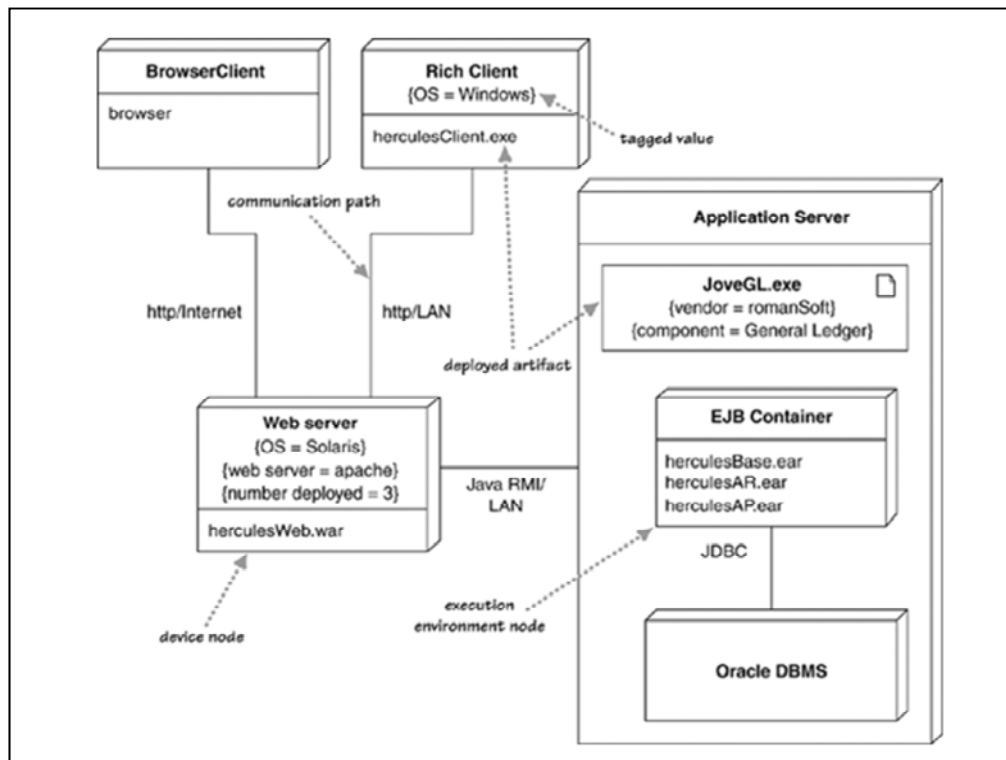 BrowserClient
browser
Rich Client
{OS = Windows}
herculesClient.exe
tagged value
communication path
http/Internet
http/LAN
deployed artifact
Application Server
JoveGL.exe
{vendor = romanSoft}
{component = General Ledger}
Web server
{OS = Solaris}
{web server = apache}
{number deployed = 3}
herculesWeb.war
Java RMI/
LAN
EJB Container
herculesBase.ear
herculesAR.ear
herculesAP.ear
JDBC
device node
execution
environment node
Oracle DBMS